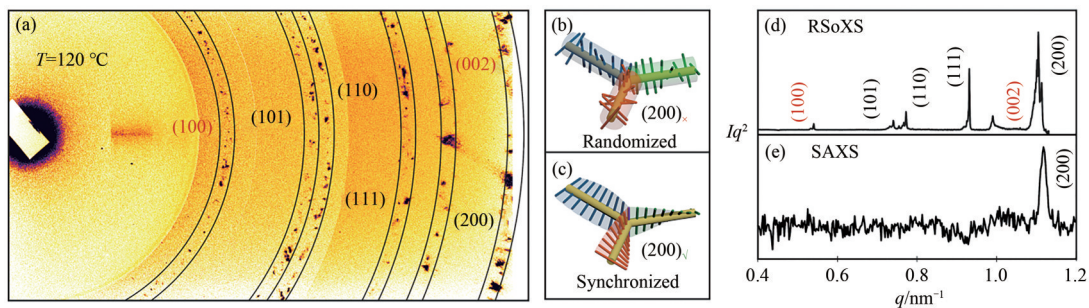 (a)
T=120 °C
(100)
(101)
(110)
(111)
(002)
(200)
(b)
(200)×
Randomized
(c)
(200)√
Synchronized
(d)
RSoXS
(100)
(101)
(110)
(111)
(002)
(200)
Iq²
(e)
SAXS
(200)
0.4 0.6 0.8 1.0 1.2
q/nm⁻¹